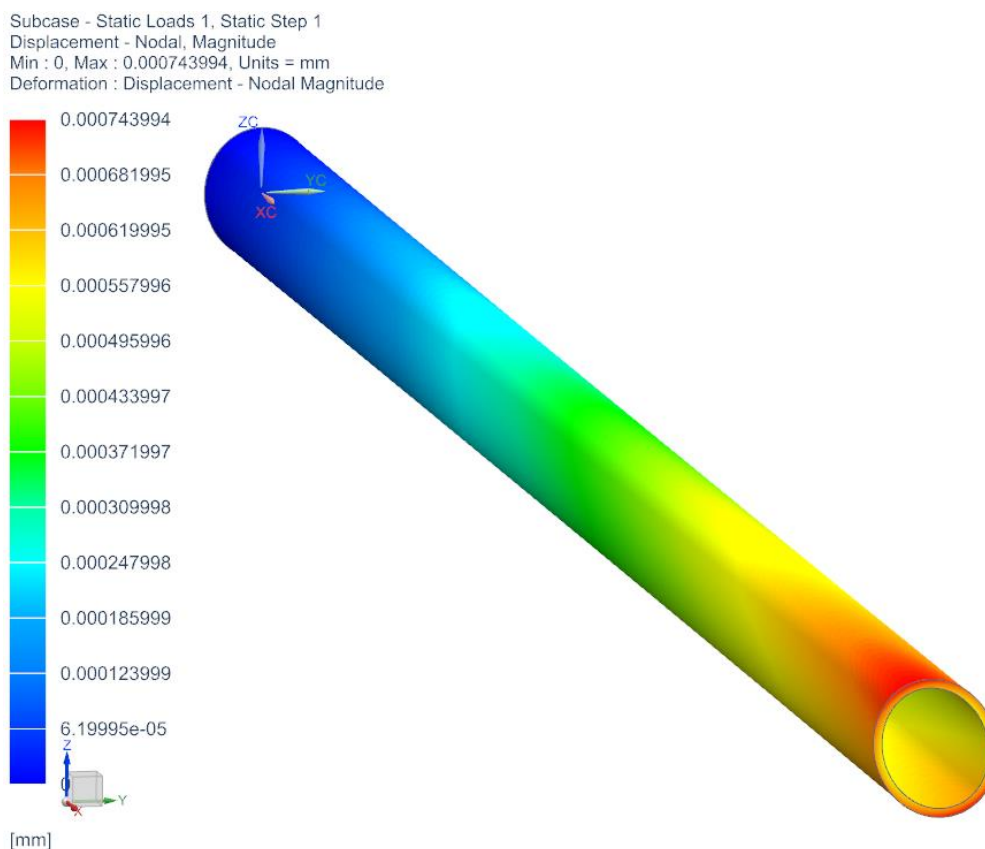 Subcase - Static Loads 1, Static Step 1
Displacement - Nodal, Magnitude
Min : 0, Max : 0.000743994, Units = mm
Deformation : Displacement - Nodal Magnitude
0.000743994
0.000681995
0.000619995
0.000557996
0.000495996
0.000433997
0.000371997
0.000309998
0.000247998
0.000185999
0.000123999
6.19995e-05
0
[mm]
ZC
YC
XC
Z
Y
X